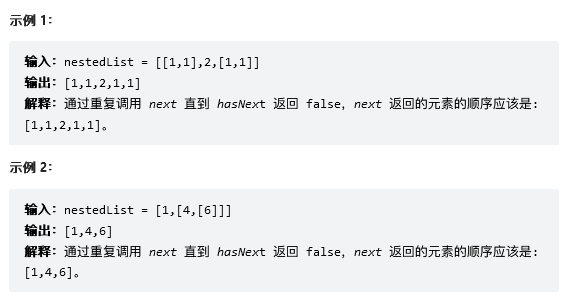 示例 1：
输入：nestedList = [[1,1],2,[1,1]]
输出：[1,1,2,1,1]
解释：通过重复调用 next 直到 hasNext 返回 false，next 返回的元素的顺序应该是：
[1,1,2,1,1]。
示例 2：
输入：nestedList = [1,[4,[6]]]
输出：[1,4,6]
解释：通过重复调用 next 直到 hasNext 返回 false，next 返回的元素的顺序应该是：
[1,4,6]。